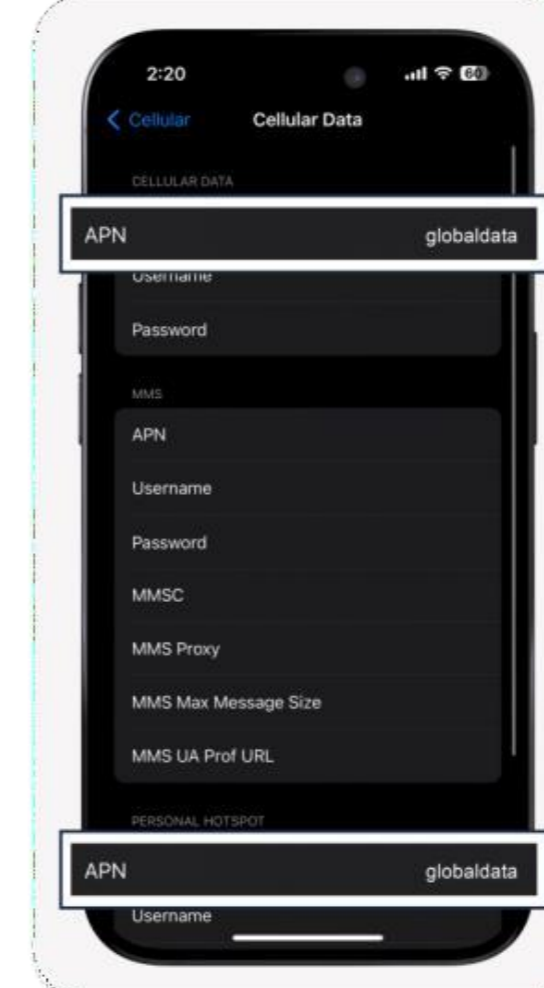 2:20
60
Cellular
Cellular Data
CELLULAR DATA
APN globaldata
Username
Password
MMS
APN
Username
Password
MMSC
MMS Proxy
MMS Max Message Size
MMS UA Prof URL
PERSONAL HOTSPOT
APN globaldata
Username